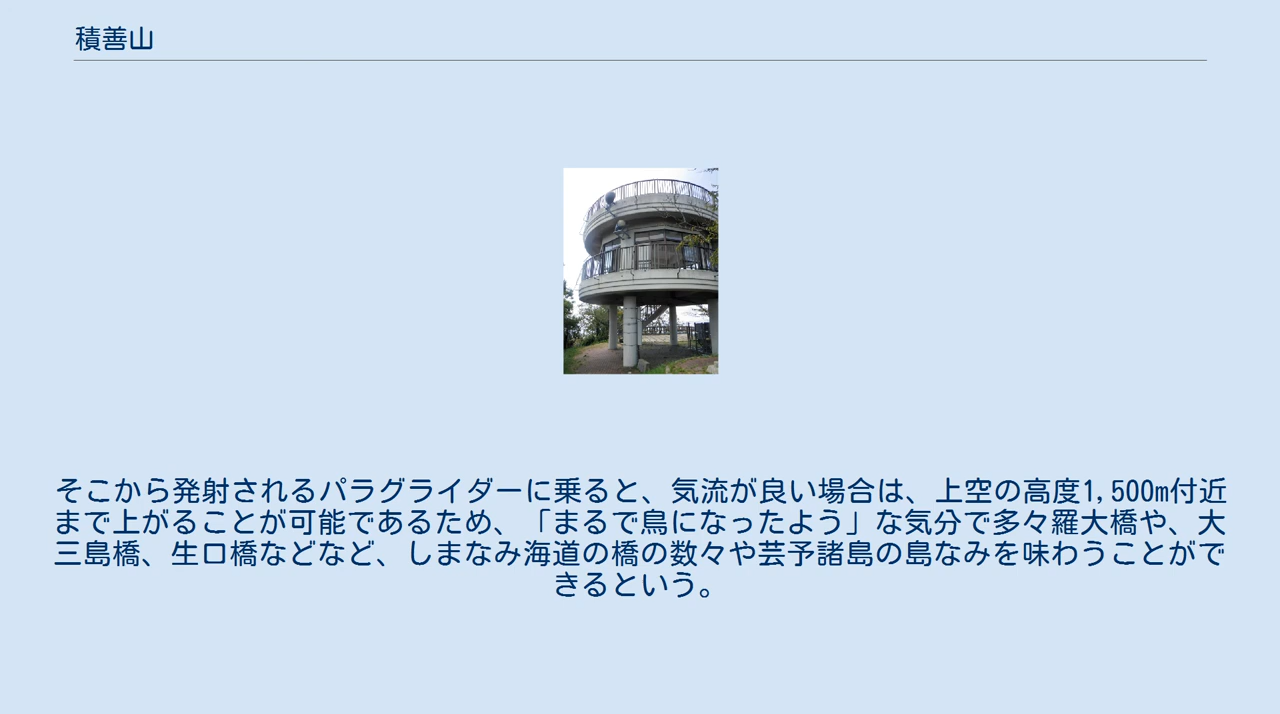 積善山
そこから発射されるパラグライダーに乗ると、気流が良い場合は、上空の高度1,500m付近
まで上がることが可能であるため、「まるで鳥になったよう」な気分で多々羅大橋や、大
三島橋、生口橋などなど、しまなみ海道の橋の数々や芸予諸島の島なみを味わうことがで
きるという。